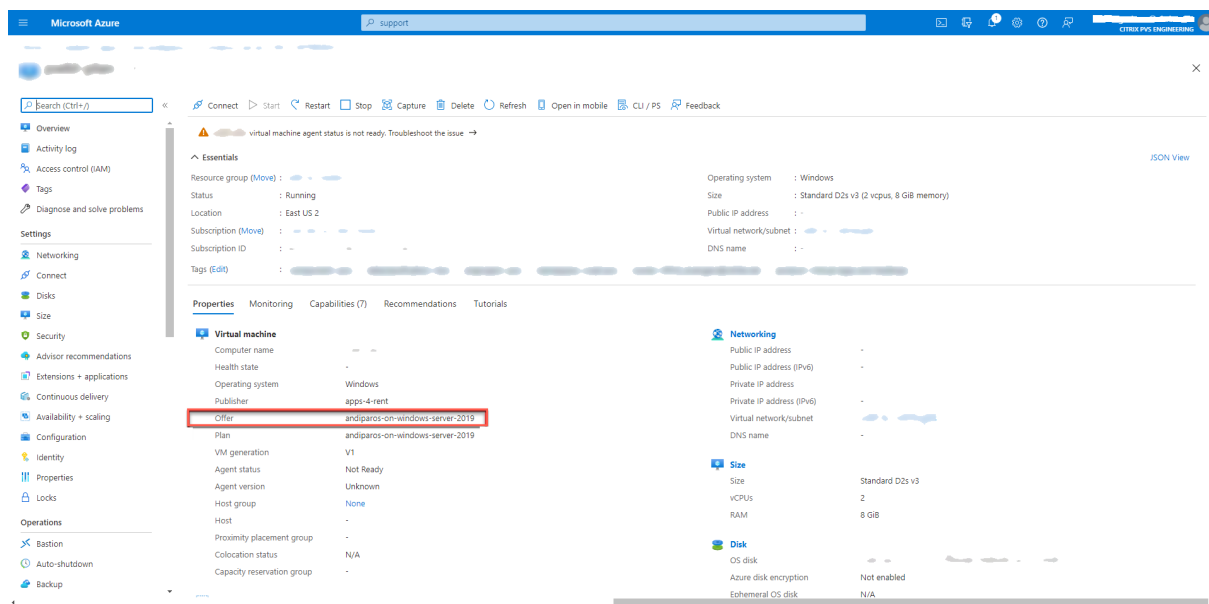 Microsoft Azure
support
1
CITRIX PVS ENGINEERING
Search (Ctrl+/)
Connect Start Restart Stop Capture Delete Refresh Open in mobile CLI / PS Feedback
virtual machine agent status is not ready. Troubleshoot the issue →
Essentials
JSON View
Resource group (Move) :
Status : Running
Location : East US 2
Subscription (Move) :
Subscription ID :
Tags (Edit) :
Operating system : Windows
Size : Standard D2s v3 (2 vcpus, 8 GiB memory)
Public IP address : -
Virtual network/subnet :
DNS name : -
Overview
Activity log
Access control (IAM)
Tags
Diagnose and solve problems
Settings
Networking
Connect
Disks
Size
Security
Advisor recommendations
Extensions + applications
Continuous delivery
Availability + scaling
Configuration
Identity
Properties
Locks
Operations
Bastion
Auto-shutdown
Backup
Properties Monitoring Capabilities (7) Recommendations Tutorials
Virtual machine
Computer name
Health state -
Operating system Windows
Publisher apps-4-rent
Offer andiparos-on-windows-server-2019
Plan andiparos-on-windows-server-2019
VM generation V1
Agent status Not Ready
Agent version Unknown
Host group None
Host -
Proximity placement group -
Colocation status N/A
Capacity reservation group -
Networking
Public IP address -
Public IP address (IPv6) -
Private IP address
Private IP address (IPv6) -
Virtual network/subnet
DNS name -
Size
Size Standard D2s v3
vCPUs 2
RAM 8 GiB
Disk
OS disk
Azure disk encryption Not enabled
Ephemeral OS disk N/A